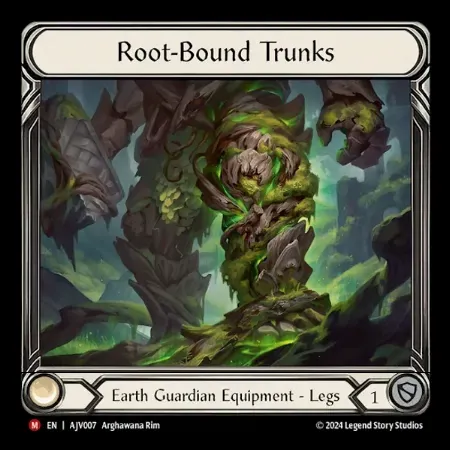 Root-Bound Trunks
Earth Guardian Equipment - Legs
1
M EN | AJV007 Arghawana Rim
© 2024 Legend Story Studios